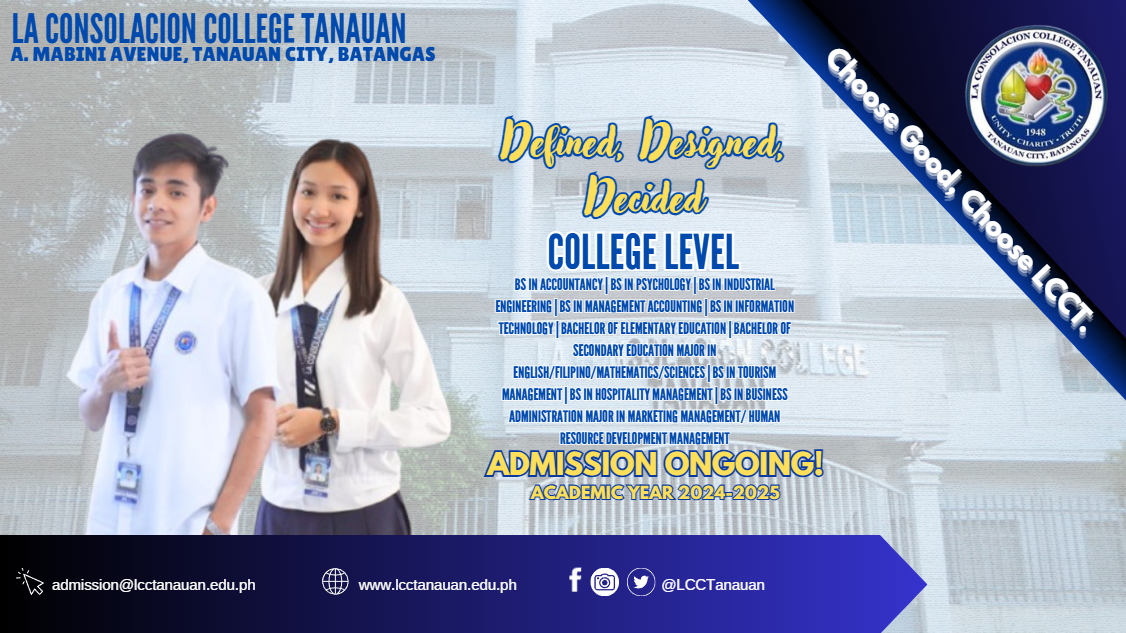 LA CONSOLACION COLLEGE TANAUAN
A. MABINI AVENUE, TANAUAN CITY, BATANGAS
Choose Good, Choose LCCT.
LA CONSOLACION COLLEGE TANAUAN
1948
UNITY • CHARITY • TRUTH
TANAUAN CITY, BATANGAS
Defined, Designed,
Decided
COLLEGE LEVEL
BS IN ACCOUNTANCY | BS IN PSYCHOLOGY | BS IN INDUSTRIAL
ENGINEERING | BS IN MANAGEMENT ACCOUNTING | BS IN INFORMATION
TECHNOLOGY | BACHELOR OF ELEMENTARY EDUCATION | BACHELOR OF
SECONDARY EDUCATION MAJOR IN
ENGLISH/FILIPINO/MATHEMATICS/SCIENCES | BS IN TOURISM
MANAGEMENT | BS IN HOSPITALITY MANAGEMENT | BS IN BUSINESS
ADMINISTRATION MAJOR IN MARKETING MANAGEMENT/ HUMAN
RESOURCE DEVELOPMENT MANAGEMENT
LA CONSOLACION COLLEGE
TANAUAN
ADMISSION ONGOING!
ACADEMIC YEAR 2024-2025
admission@lcctanauan.edu.ph
www.lcctanauan.edu.ph
@LCCTanauan